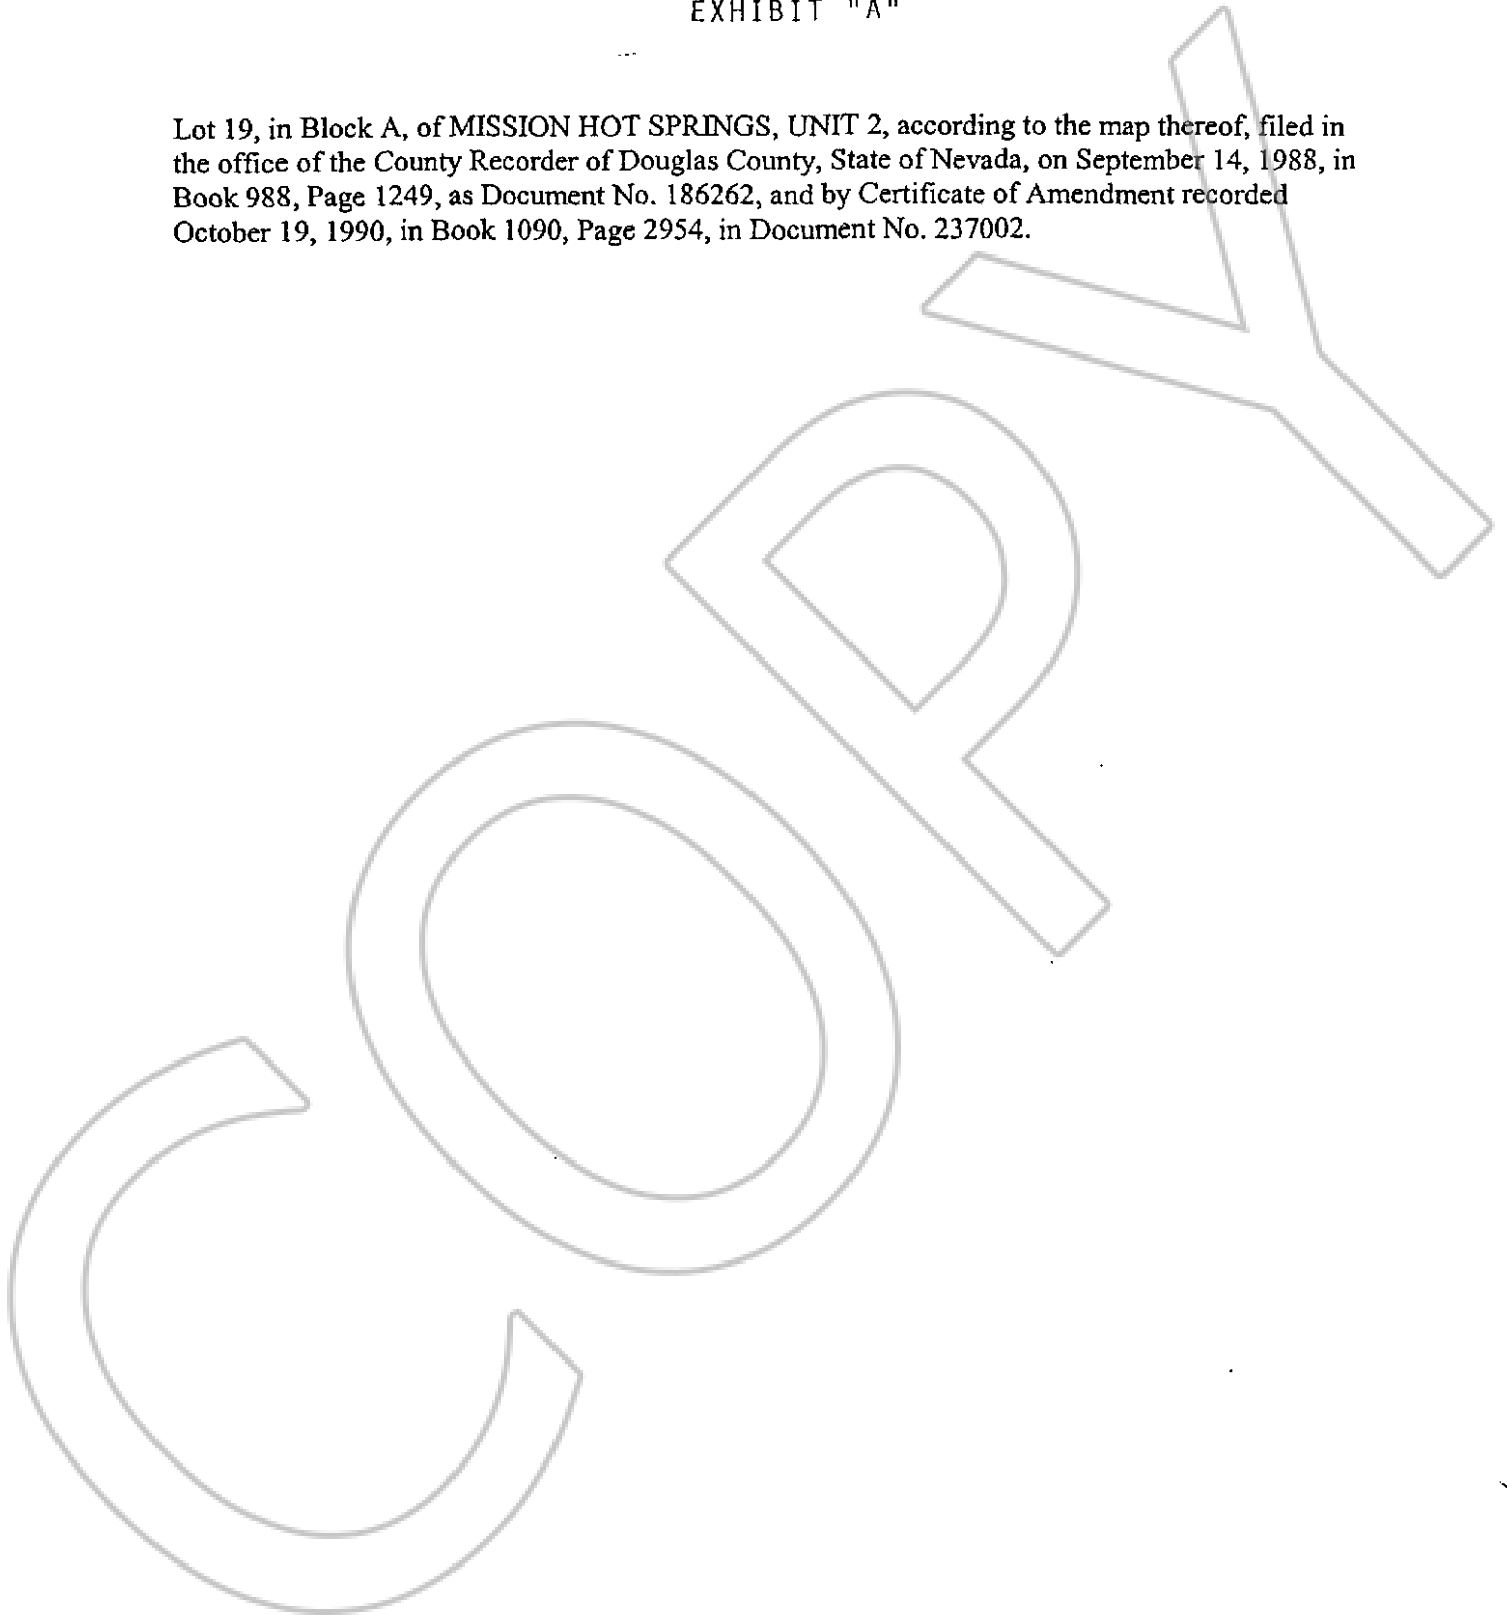 EXHIBIT "A"
Lot 19, in Block A, of MISSION HOT SPRINGS, UNIT 2, according to the map thereof, filed in
the office of the County Recorder of Douglas County, State of Nevada, on September 14, 1988, in
Book 988, Page 1249, as Document No. 186262, and by Certificate of Amendment recorded
October 19, 1990, in Book 1090, Page 2954, in Document No. 237002.
COPY